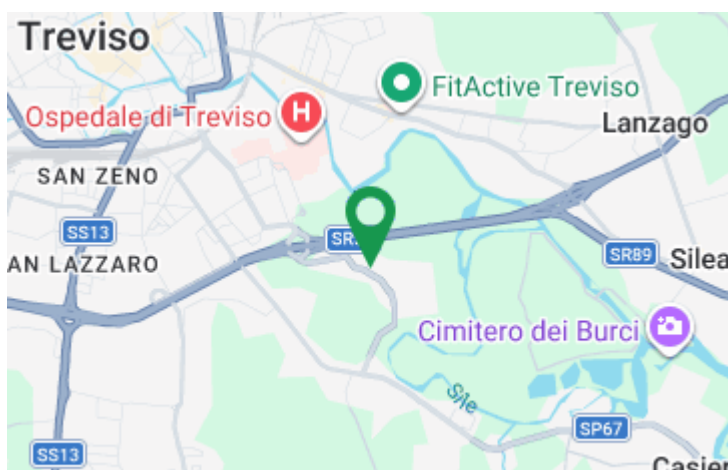 Treviso
FitActive Treviso
Ospedale di Treviso
H
Lanzago
SAN ZENO
SS13
SR
AN LAZZARO
SR89
Silea
Cimitero dei Burci
SP67
SS13